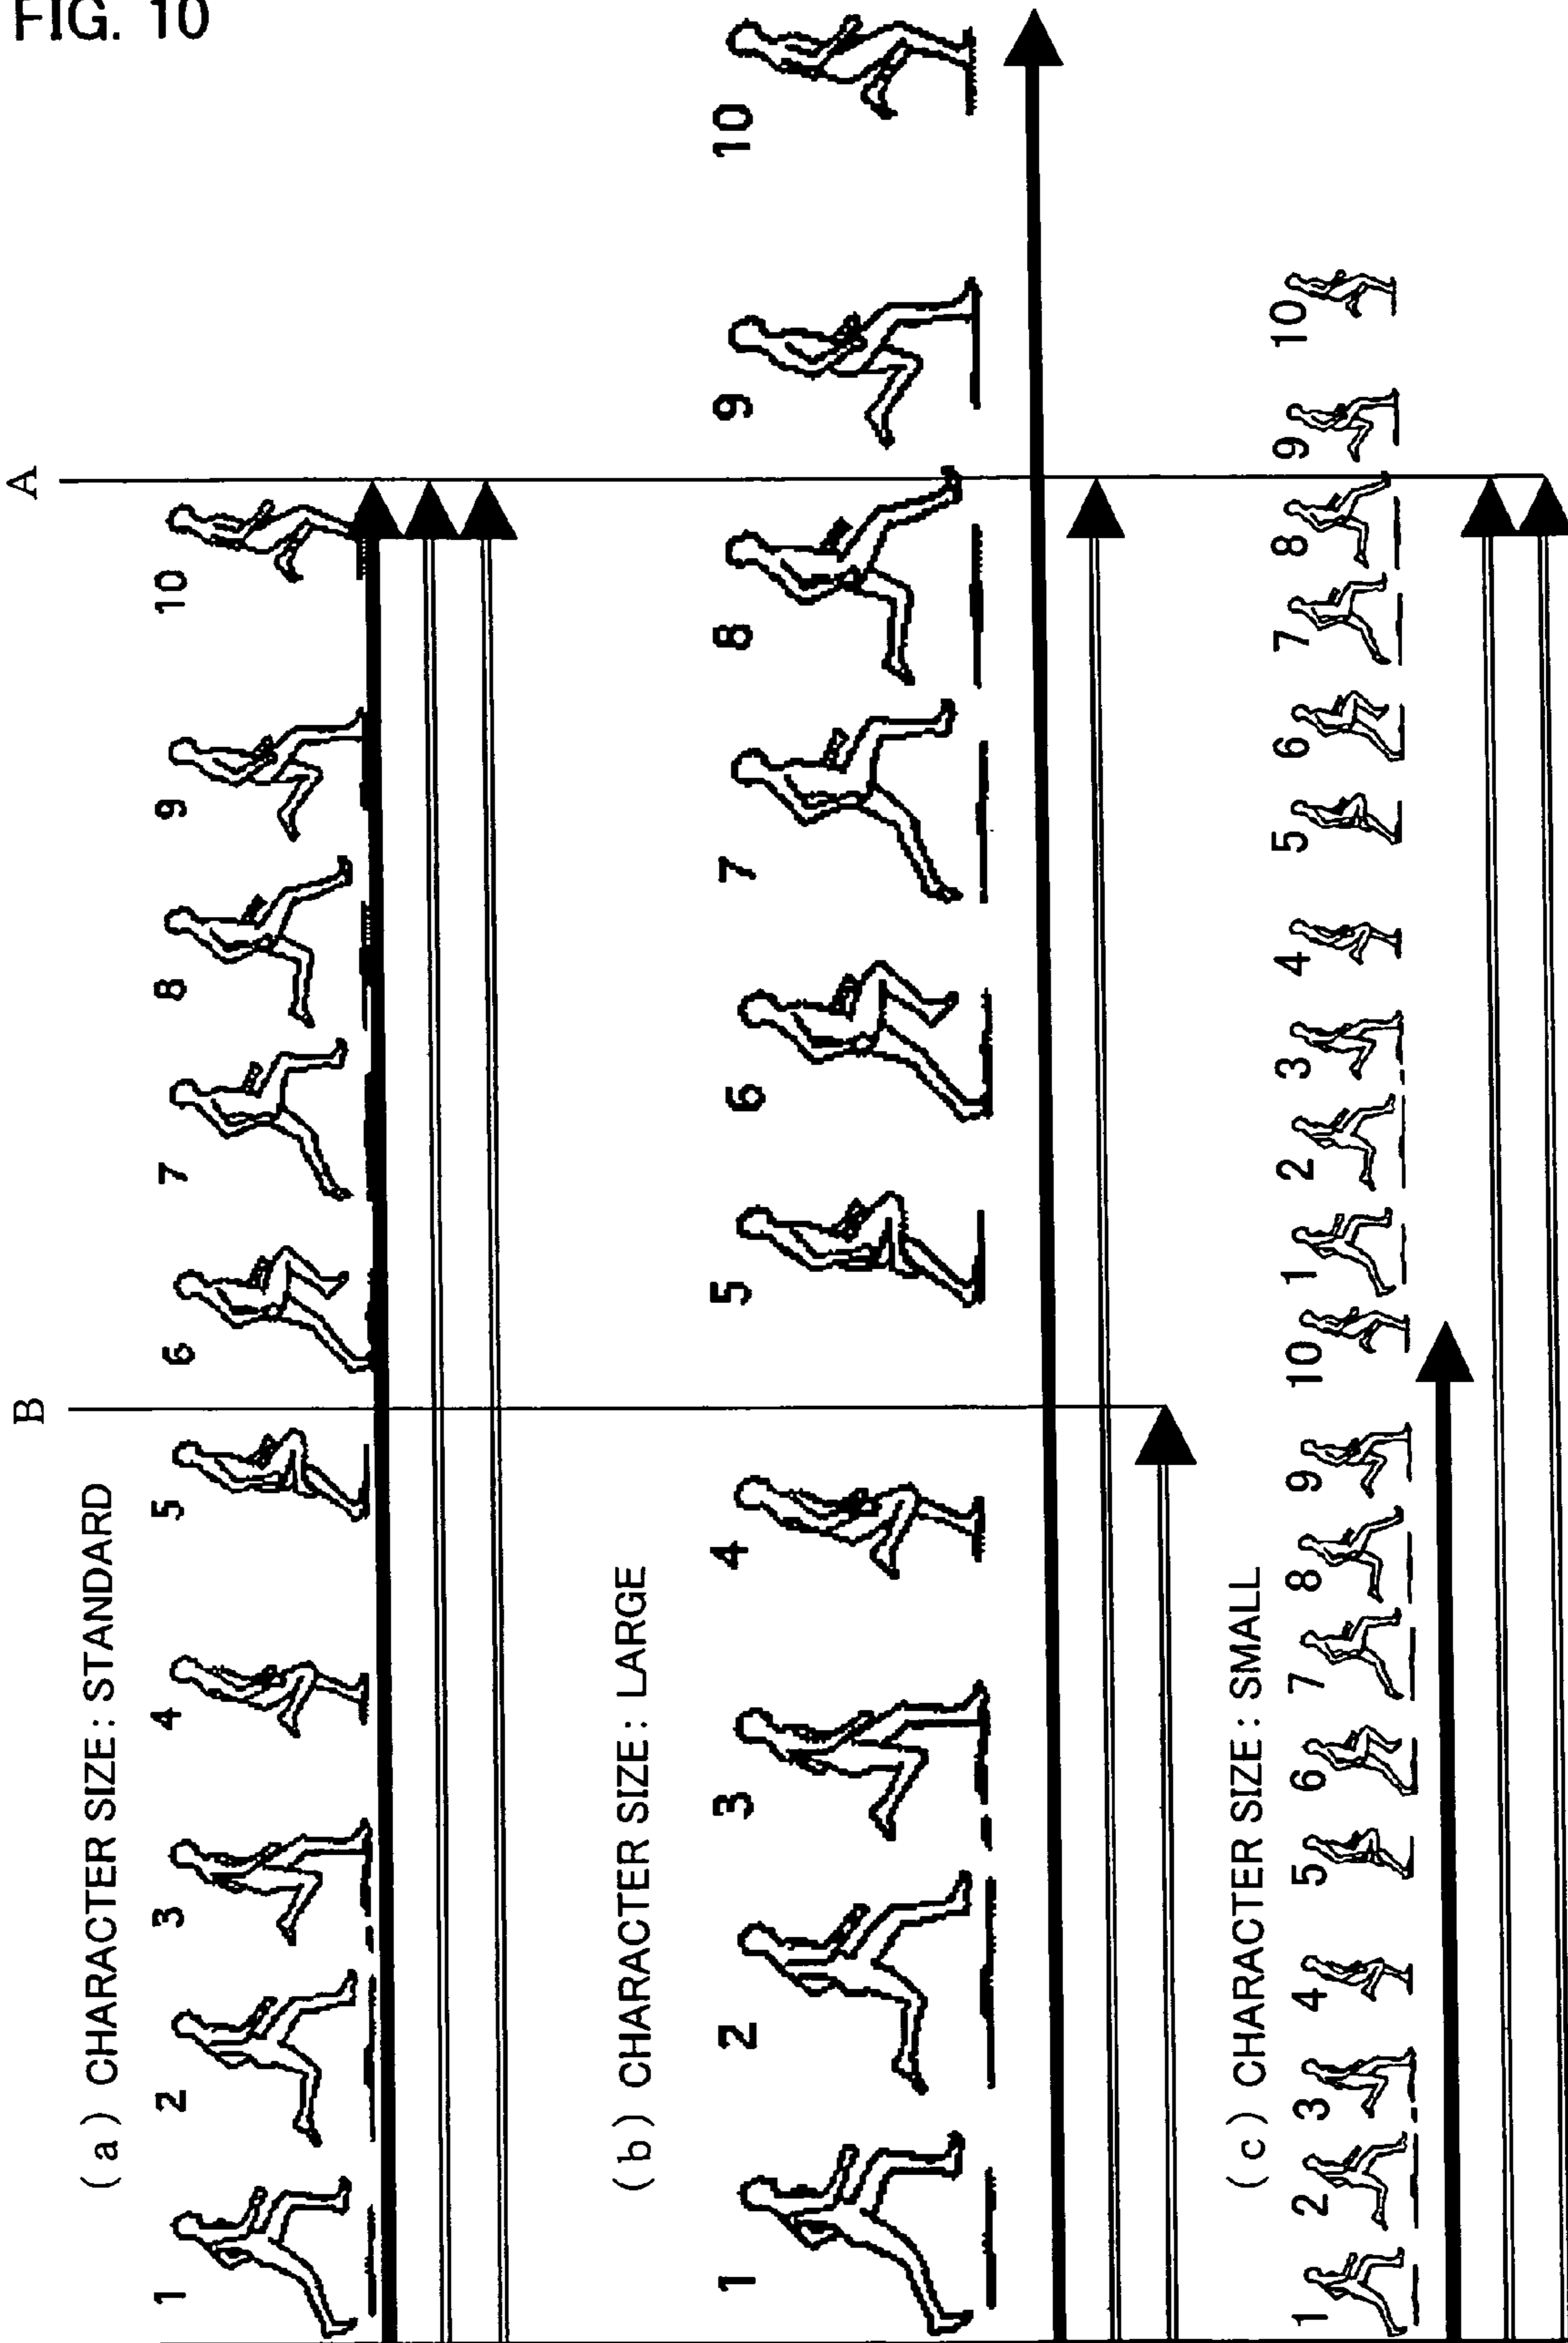 FIG. 10
A
B
(a) CHARACTER SIZE: STANDARD
1 2 3 4 5 6 7 8 9 10
(b) CHARACTER SIZE: LARGE
1 2 3 4 5 6 7 8 9 10
(c) CHARACTER SIZE: SMALL
1 2 3 4 5 6 7 8 9 10 1 2 3 4 5 6 7 8 9 10